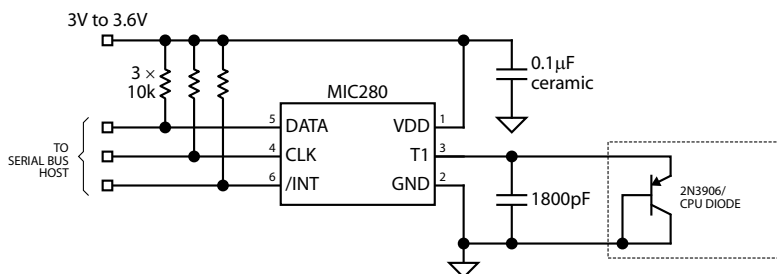 3V to 3.6V
3 ×
10k
0.1µF
ceramic
MIC280
5 DATA VDD 1
4 CLK T1 3
6 /INT GND 2
TO
SERIAL BUS
HOST
1800pF
2N3906/
CPU DIODE